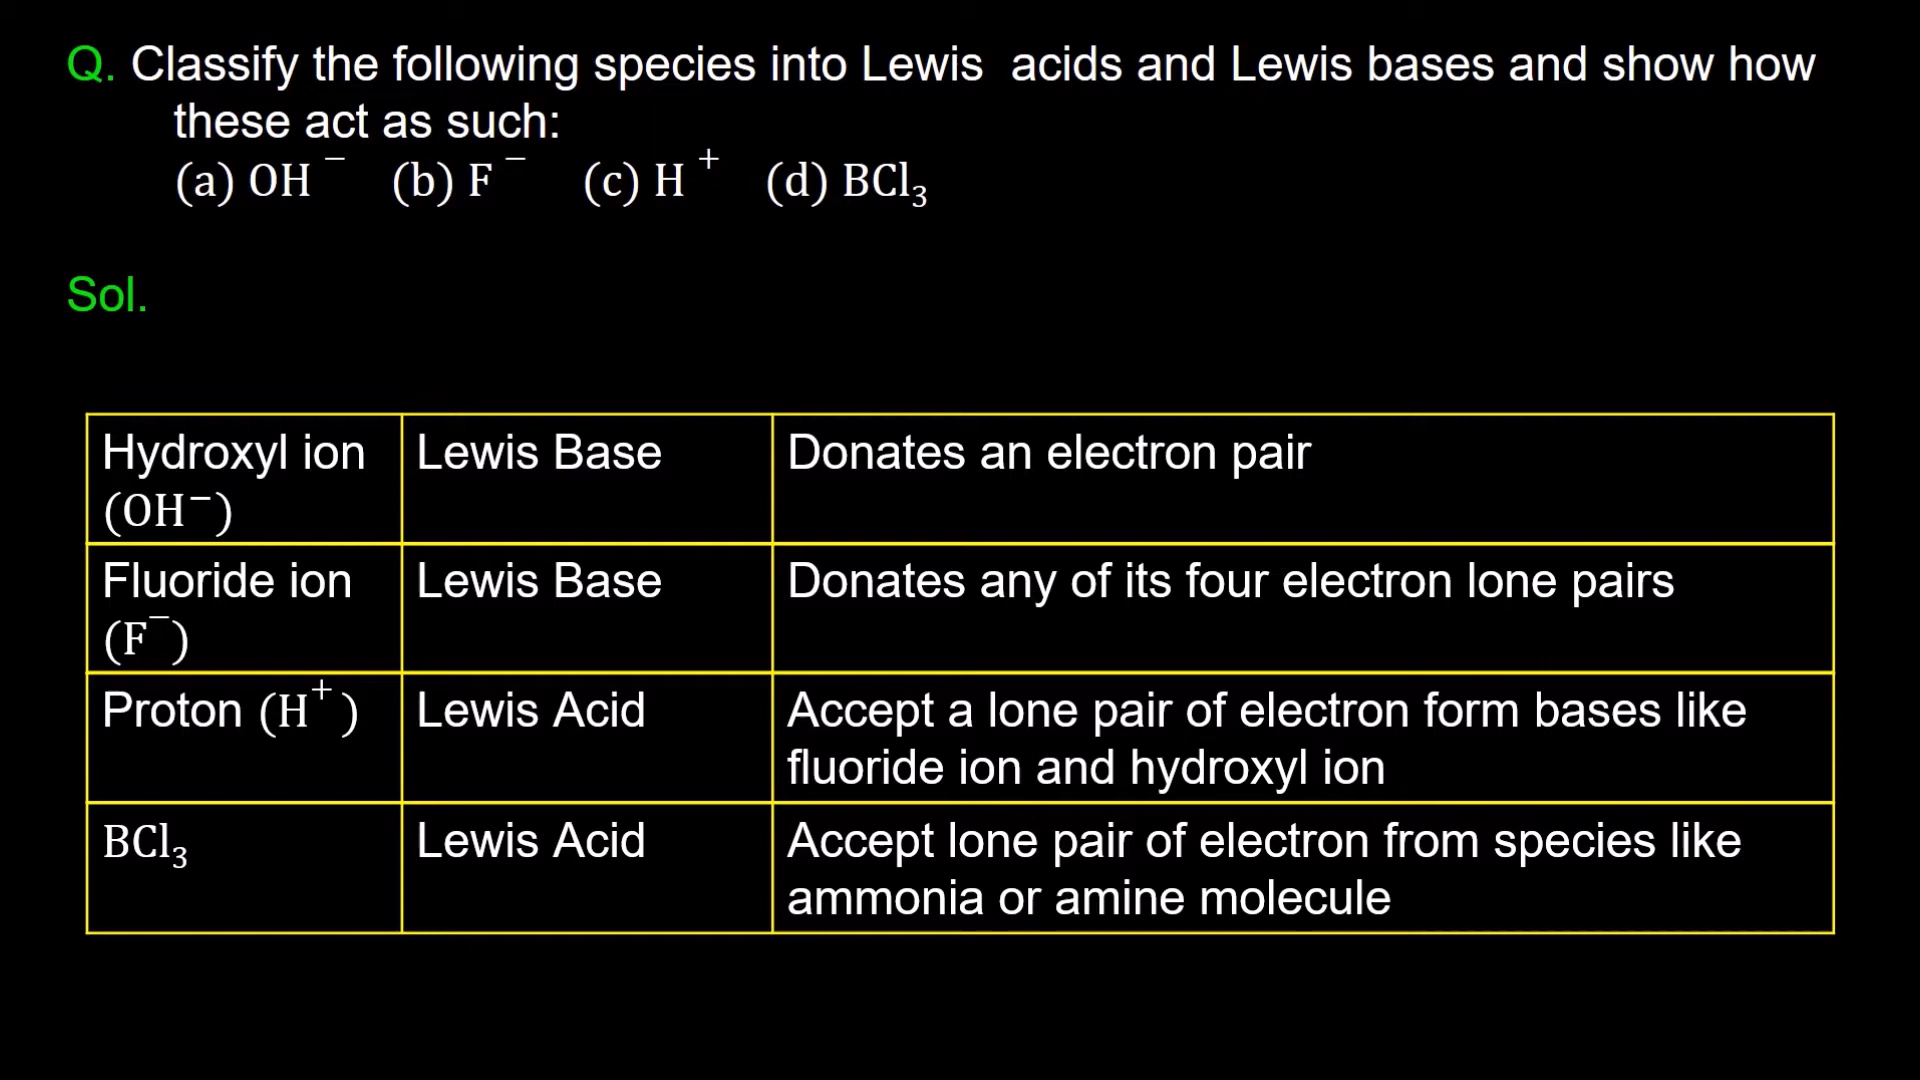 Q. Classify the following species into Lewis  acids and Lewis bases and show how
these act as such:
(a) OH⁻ (b) F⁻ (c) H⁺ (d) BCl₃
Sol.
Hydroxyl ion
(OH⁻)
Lewis Base
Donates an electron pair
Fluoride ion
(F⁻)
Lewis Base
Donates any of its four electron lone pairs
Proton (H⁺)
Lewis Acid
Accept a lone pair of electron form bases like
fluoride ion and hydroxyl ion
BCl₃
Lewis Acid
Accept lone pair of electron from species like
ammonia or amine molecule